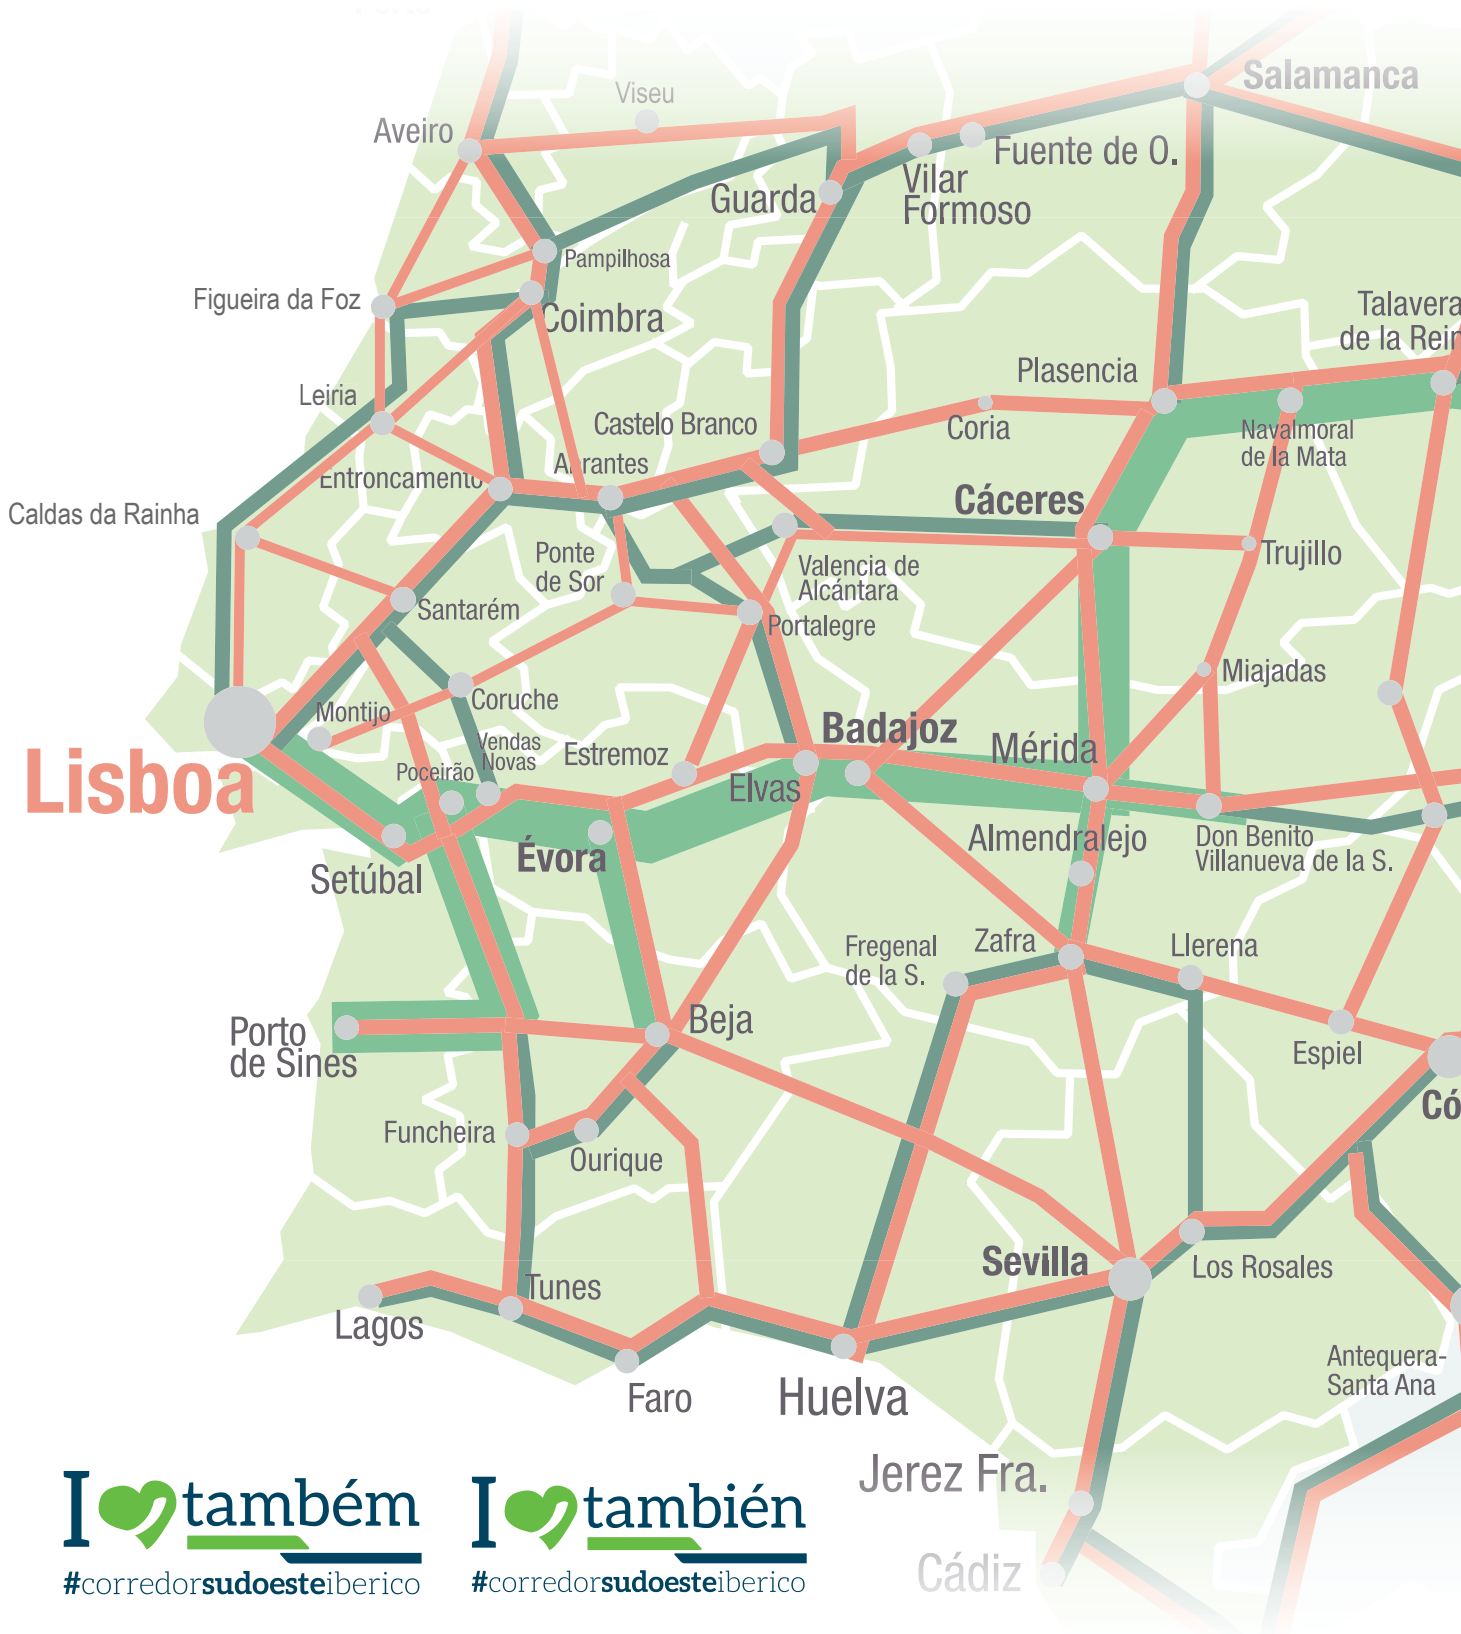 Salamanca
Viseu
Aveiro
Fuente de O.
Vilar
Formoso
Guarda
Pampilhosa
Figueira da Foz
Coimbra
Talavera
de la Rein
Plasencia
Leiria
Coria
Castelo Branco
Navalmoral
de la Mata
Abrantes
Entroncamento
Cáceres
Caldas da Rainha
Ponte
de Sor
Trujillo
Valencia de
Alcántara
Santarém
Portalegre
Miajadas
Coruche
Montijo
Badajoz
Vendas
Novas
Estremoz
Mérida
Poceirão
Lisboa
Elvas
Almendralejo
Don Benito
Villanueva de la S.
Évora
Setúbal
Fregenal
de la S.
Zafra
Llerena
Beja
Porto
de Sines
Espiel
Có
Funcheira
Ourique
Sevilla
Los Rosales
Tunes
Lagos
Antequera-
Santa Ana
Faro
Huelva
Jerez Fra.
Cádiz
I também
#corredorsudoesteiberico
I también
#corredorsudoesteiberico